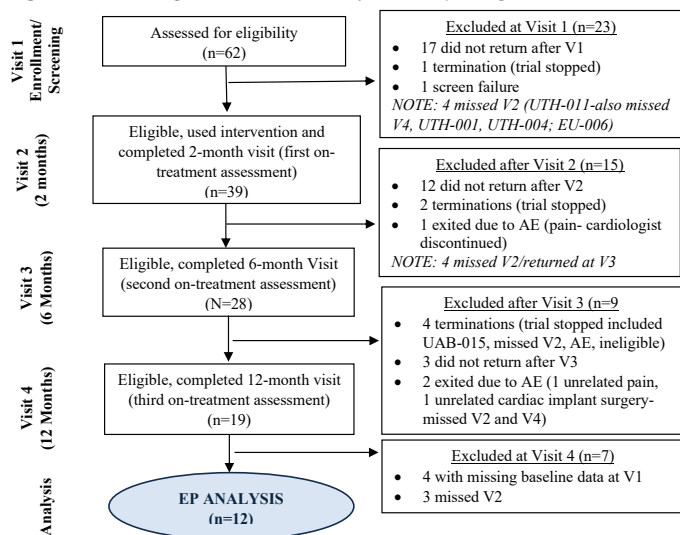 Visit 1
Enrollment/
Screening
Assessed for eligibility
(n=62)
Excluded at Visit 1 (n=23)
• 17 did not return after V1
• 1 termination (trial stopped)
• 1 screen failure
NOTE: 4 missed V2 (UTH-011-also missed
V4, UTH-001, UTH-004; EU-006)
Visit 2
(2 months)
Eligible, used intervention and
completed 2-month visit (first on-
treatment assessment)
(n=39)
Excluded after Visit 2 (n=15)
• 12 did not return after V2
• 2 terminations (trial stopped)
• 1 exited due to AE (pain- cardiologist
discontinued)
NOTE: 4 missed V2/returned at V3
Visit 3
(6 Months)
Eligible, completed 6-month Visit
(second on-treatment assessment)
(N=28)
Excluded after Visit 3 (n=9
• 4 terminations (trial stopped included
UAB-015, missed V2, AE, ineligible)
• 3 did not return after V3
• 2 exited due to AE (1 unrelated pain,
1 unrelated cardiac implant surgery-
missed V2 and V4)
Visit 4
(12 Months)
Eligible, completed 12-month visit
(third on-treatment assessment)
(n=19)
Excluded at Visit 4 (n=7)
• 4 with missing baseline data at V1
• 3 missed V2
Analysis
EP ANALYSIS
(n=12)